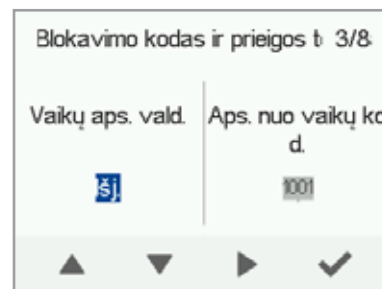 Blokavimo kodas ir prieigos t 3/8
Vaikų aps. vald.
Išj.
Aps. nuo vaikų ko
d.
1001